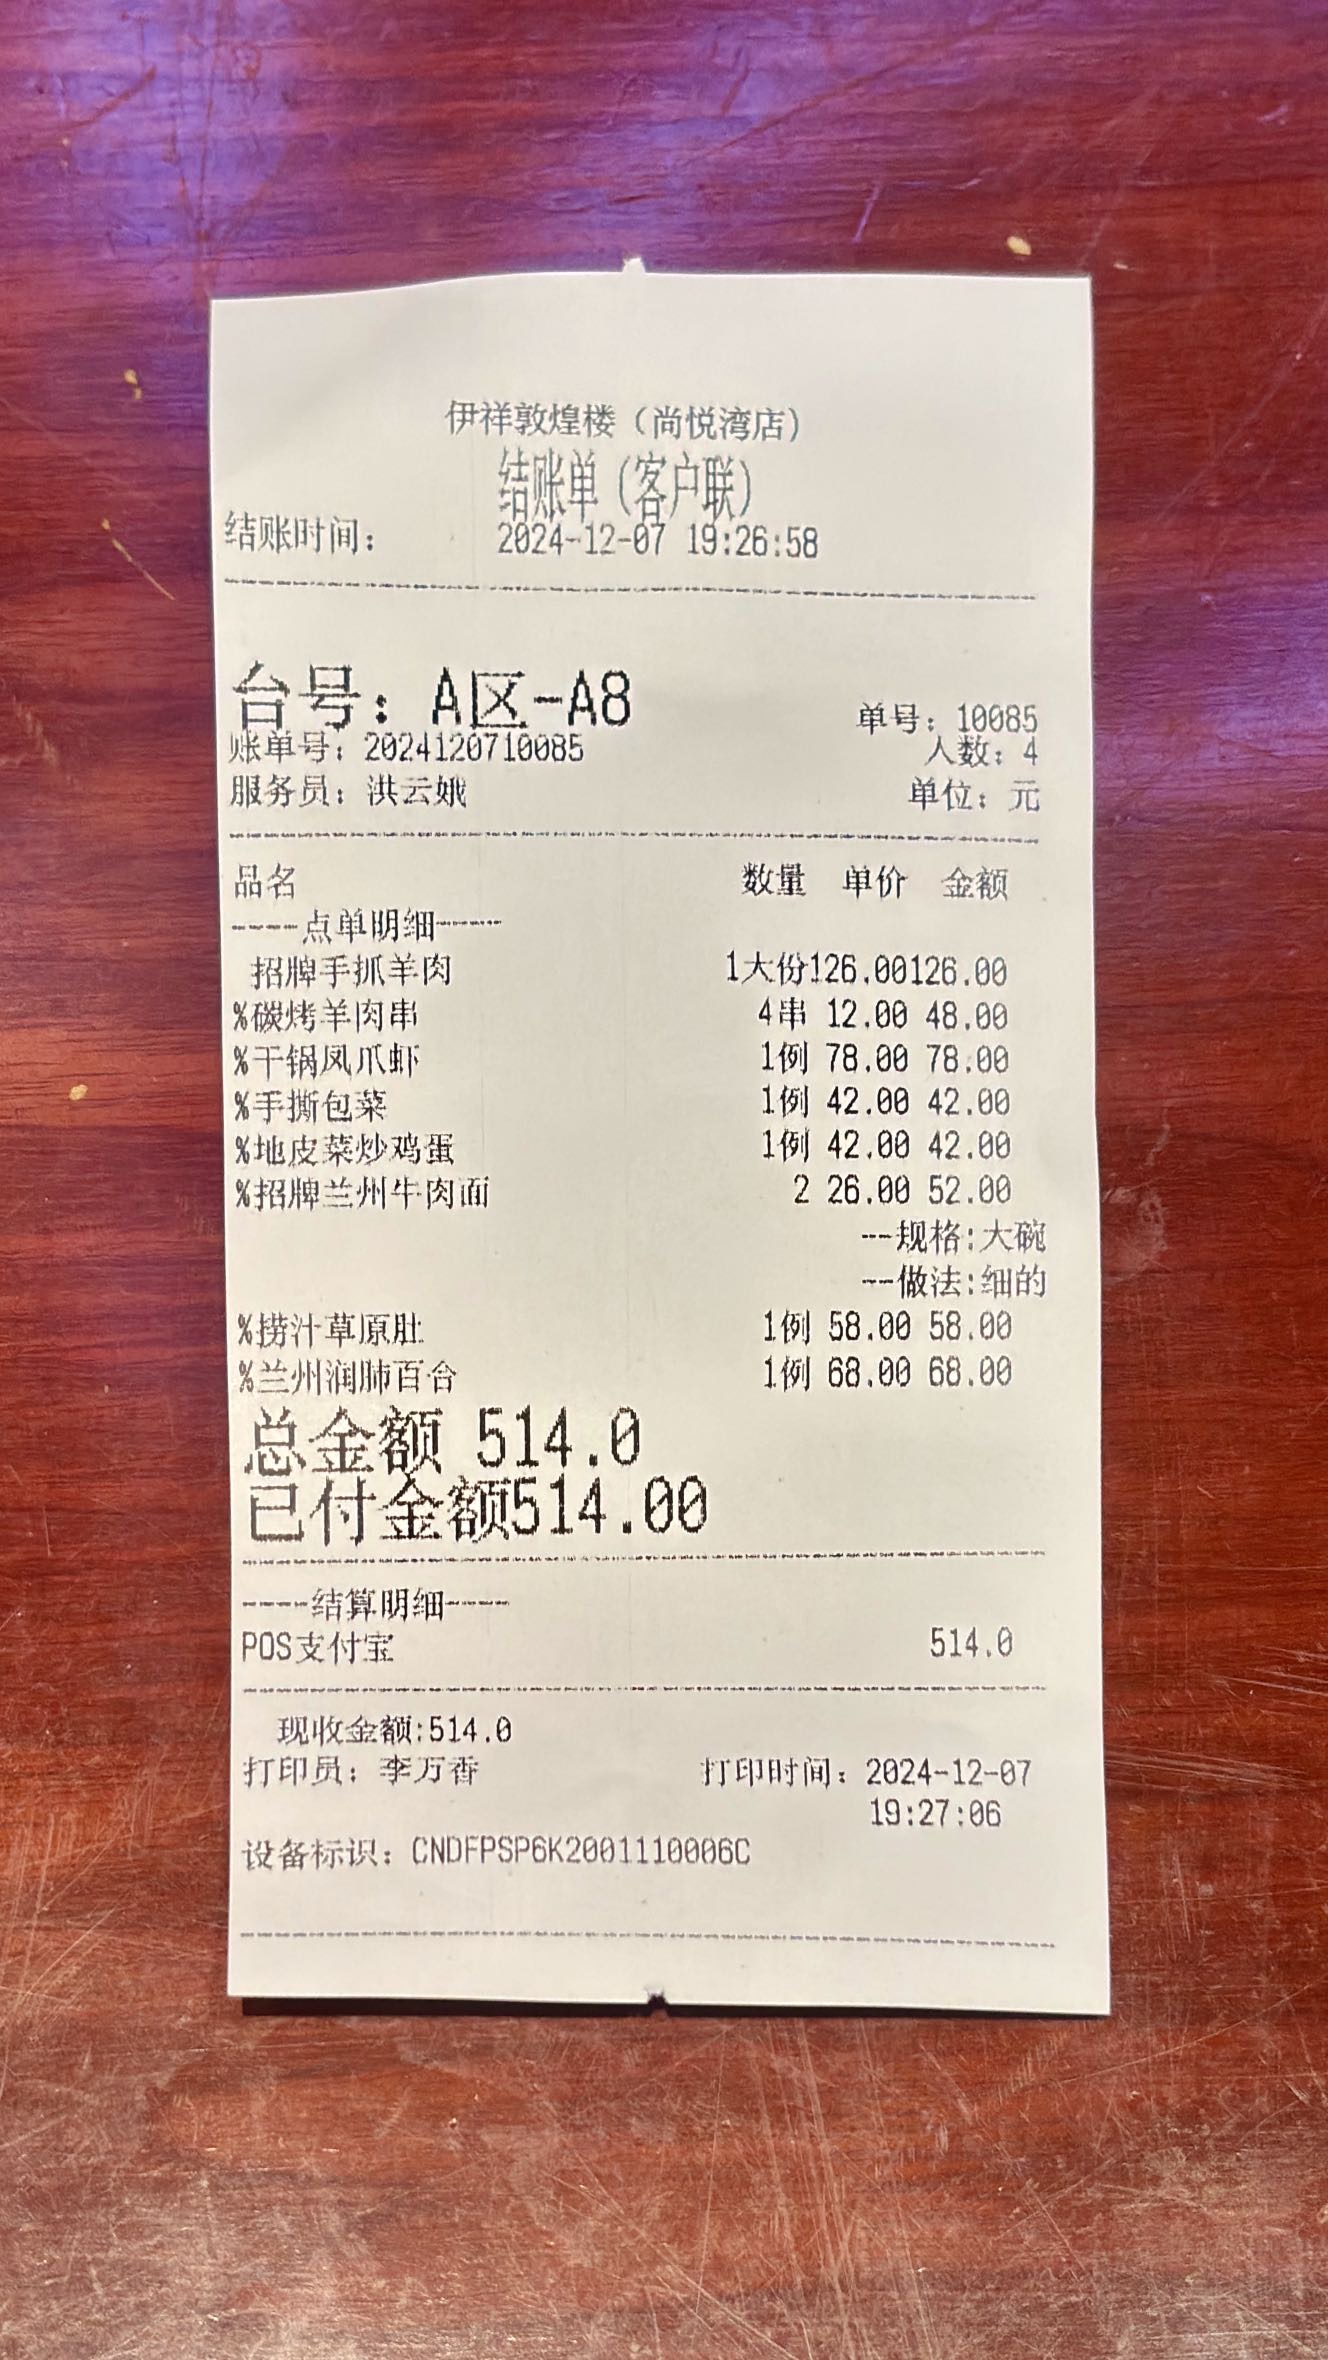 伊祥敦煌楼（尚悦湾店）
结账单（客户联）
结账时间： 2024-12-07 19:26:58
台号：A区-A8
单号：10085
账单号：2024120710085
人数：4
服务员：洪云娥 单位：元
品名 数量 单价 金额
----点单明细----
招牌手抓羊肉 1大份126.00126.00
%碳烤羊肉串 4串 12.00 48.00
%干锅凤爪虾 1例 78.00 78.00
%手撕包菜 1例 42.00 42.00
%地皮菜炒鸡蛋 1例 42.00 42.00
%招牌兰州牛肉面 2 26.00 52.00
--规格:大碗
--做法:细的
%捞汁草原肚 1例 58.00 58.00
%兰州润肺百合 1例 68.00 68.00
总金额 514.0
已付金额514.00
----结算明细----
POS支付宝 514.0
现收金额:514.0
打印员：李万香 打印时间：2024-12-07
19:27:06
设备标识：CNDFPSP6K2001110006C